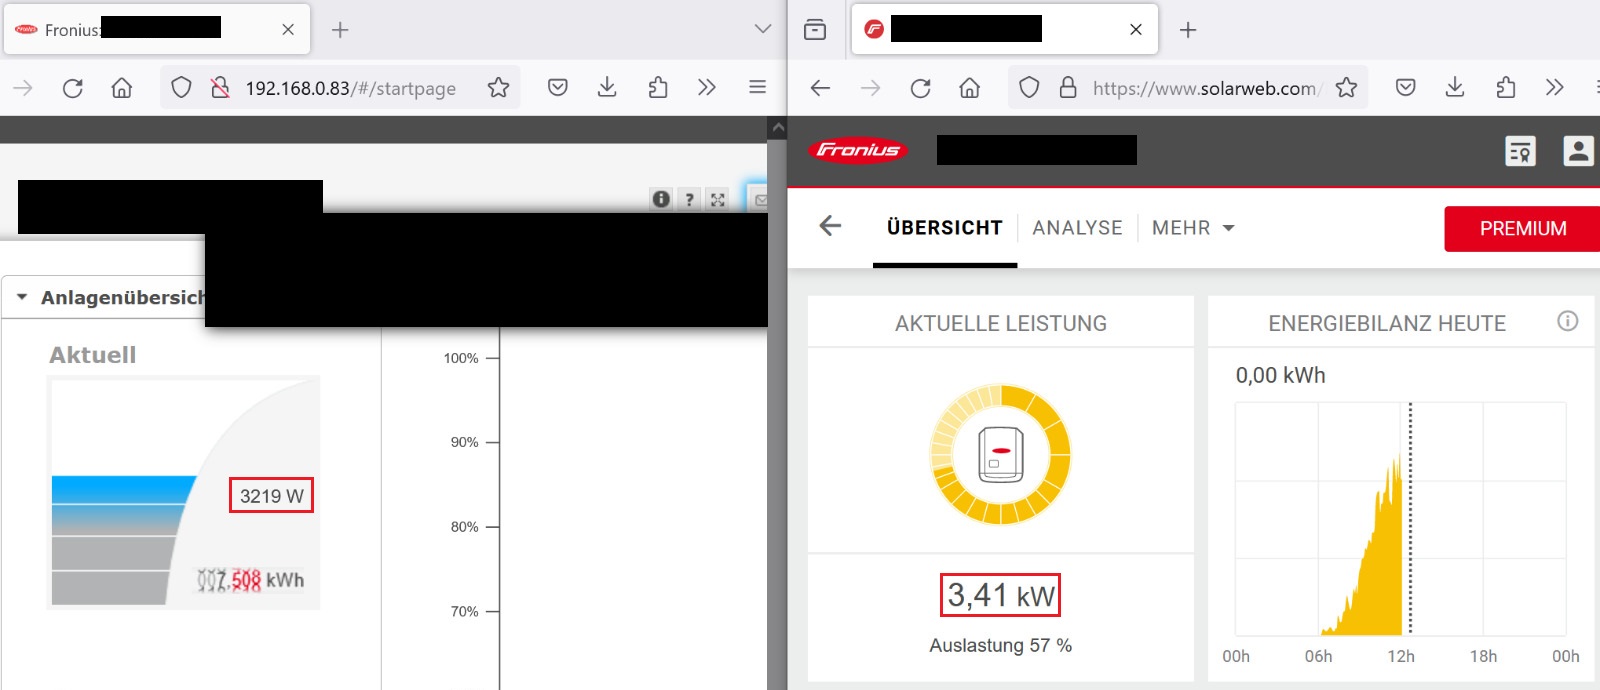 Fronius:
192.168.0.83/#/startpage
https://www.solarweb.com/
Fronius
?
ÜBERSICHT
ANALYSE
MEHR
PREMIUM
Anlagenübersich
Aktuell
3219 W
007,508 kWh
100%
90%
80%
70%
AKTUELLE LEISTUNG
3,41 kW
Auslastung 57 %
ENERGIEBILANZ HEUTE
0,00 kWh
00h 06h 12h 18h 00h